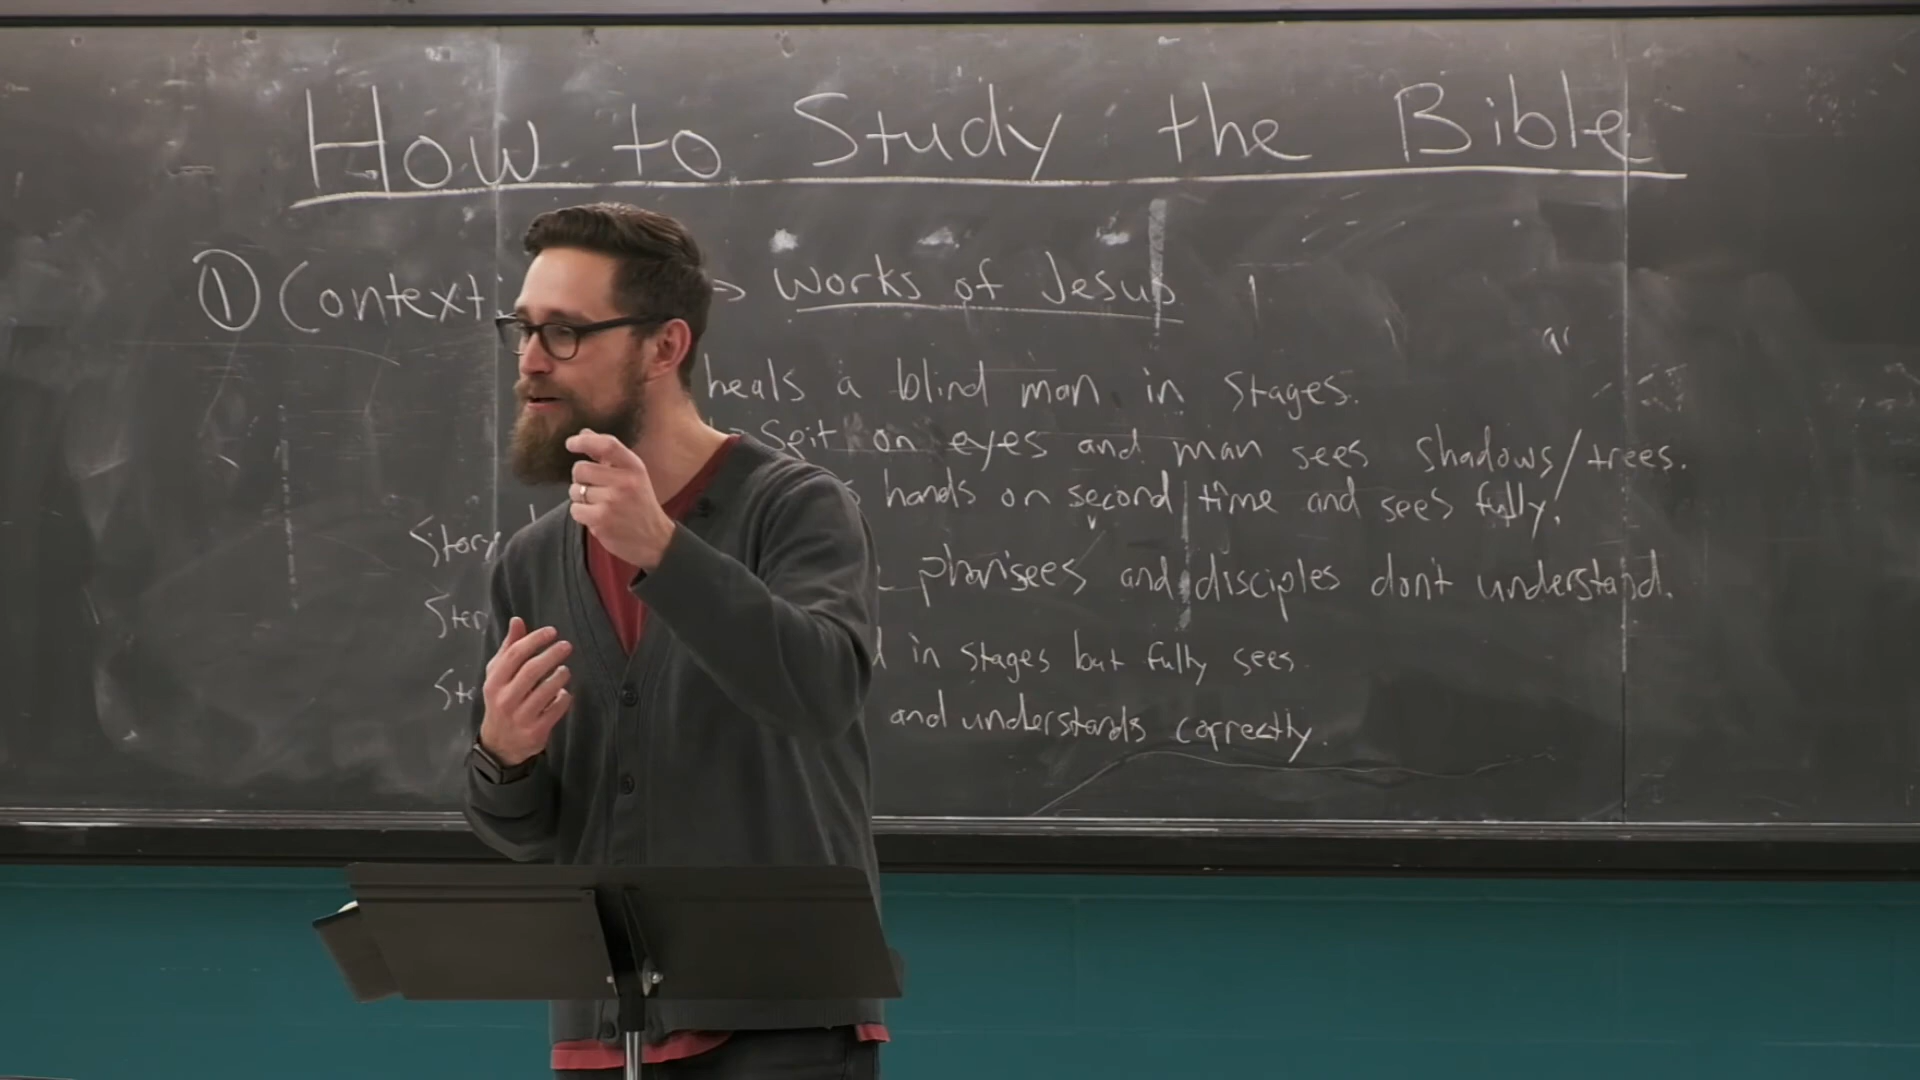 How to Study the Bible
① Context → Works of Jesus
heals a blind man in stages.
→ Spit on eyes and man sees shadows/trees.
hands on second time and sees fully.
Story
pharisees and disciples don't understand.
in stages but fully sees
and understands correctly.